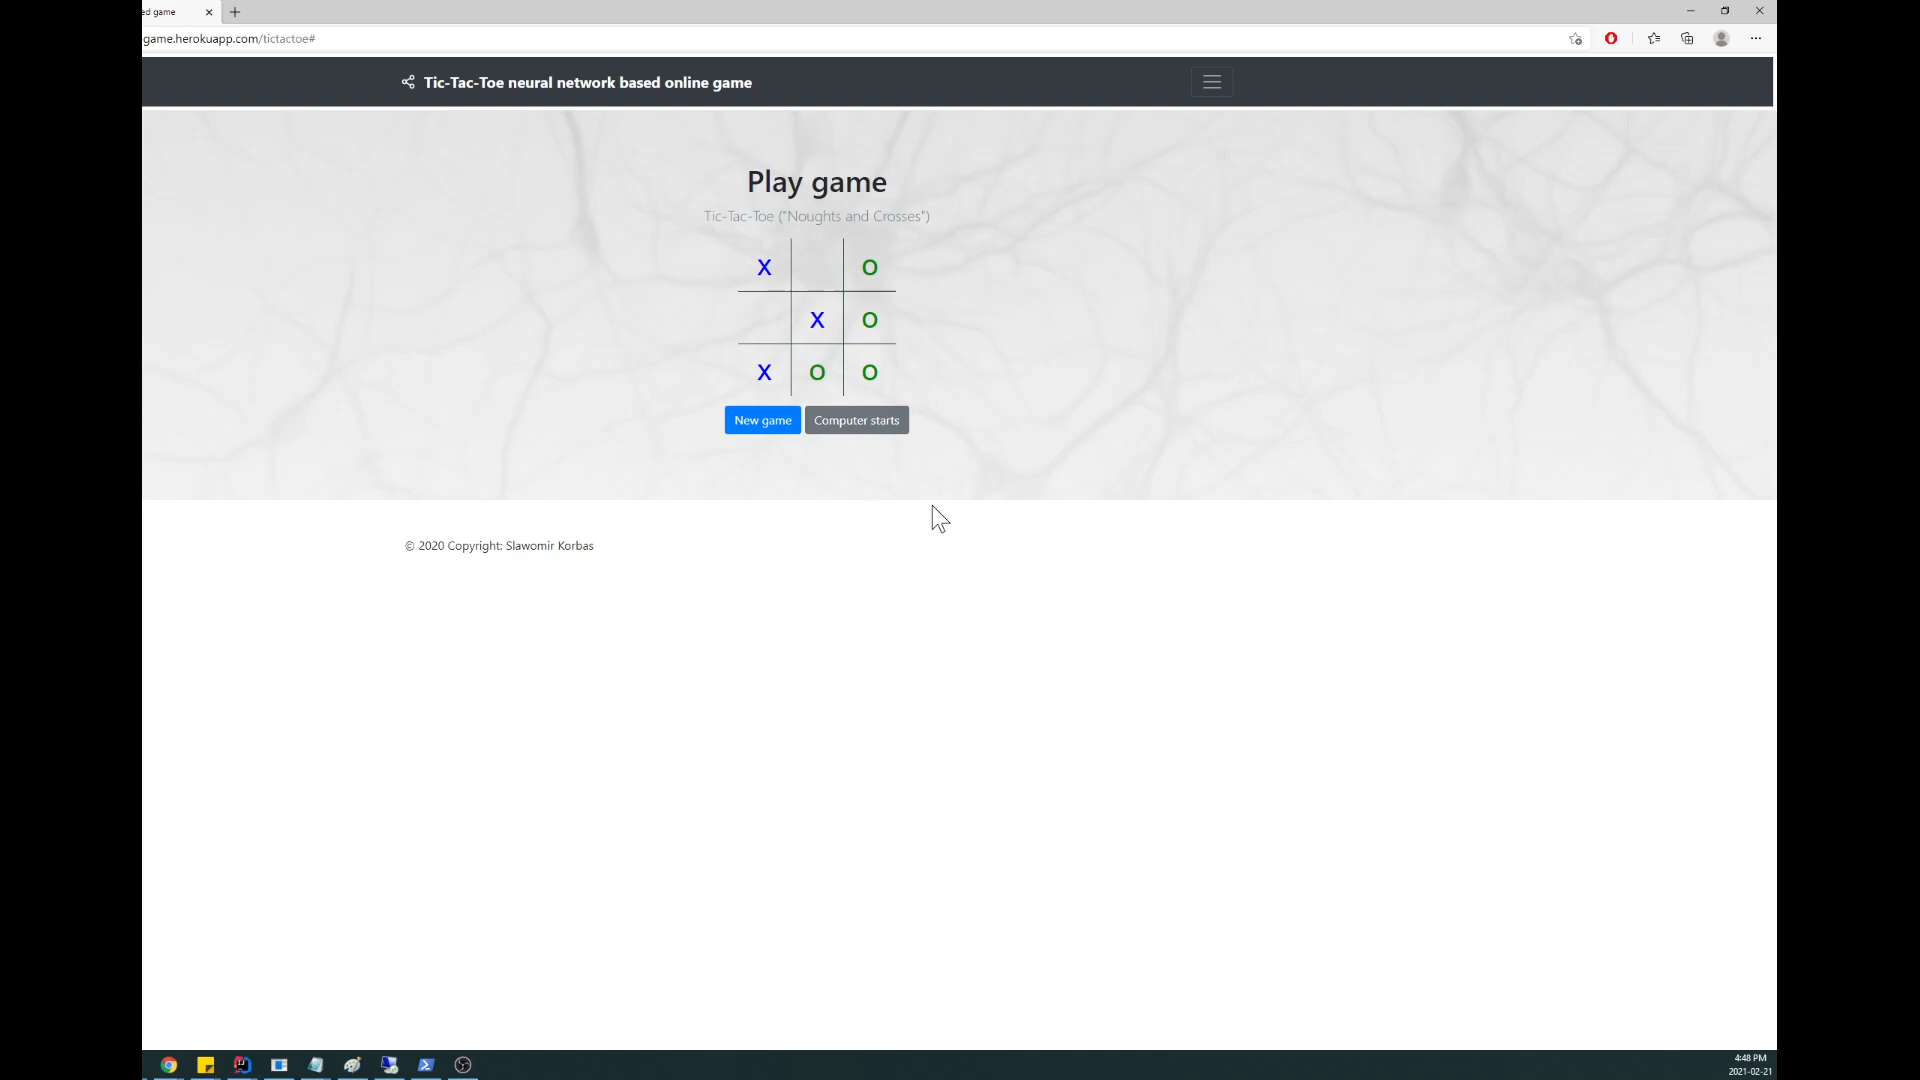 ed game
game.herokuapp.com/tictactoe#
Tic-Tac-Toe neural network based online game
Play game
Tic-Tac-Toe ("Noughts and Crosses")
X O
X O
X O O
New game Computer starts
© 2020 Copyright: Slawomir Korbas
4:48 PM
2021-02-21